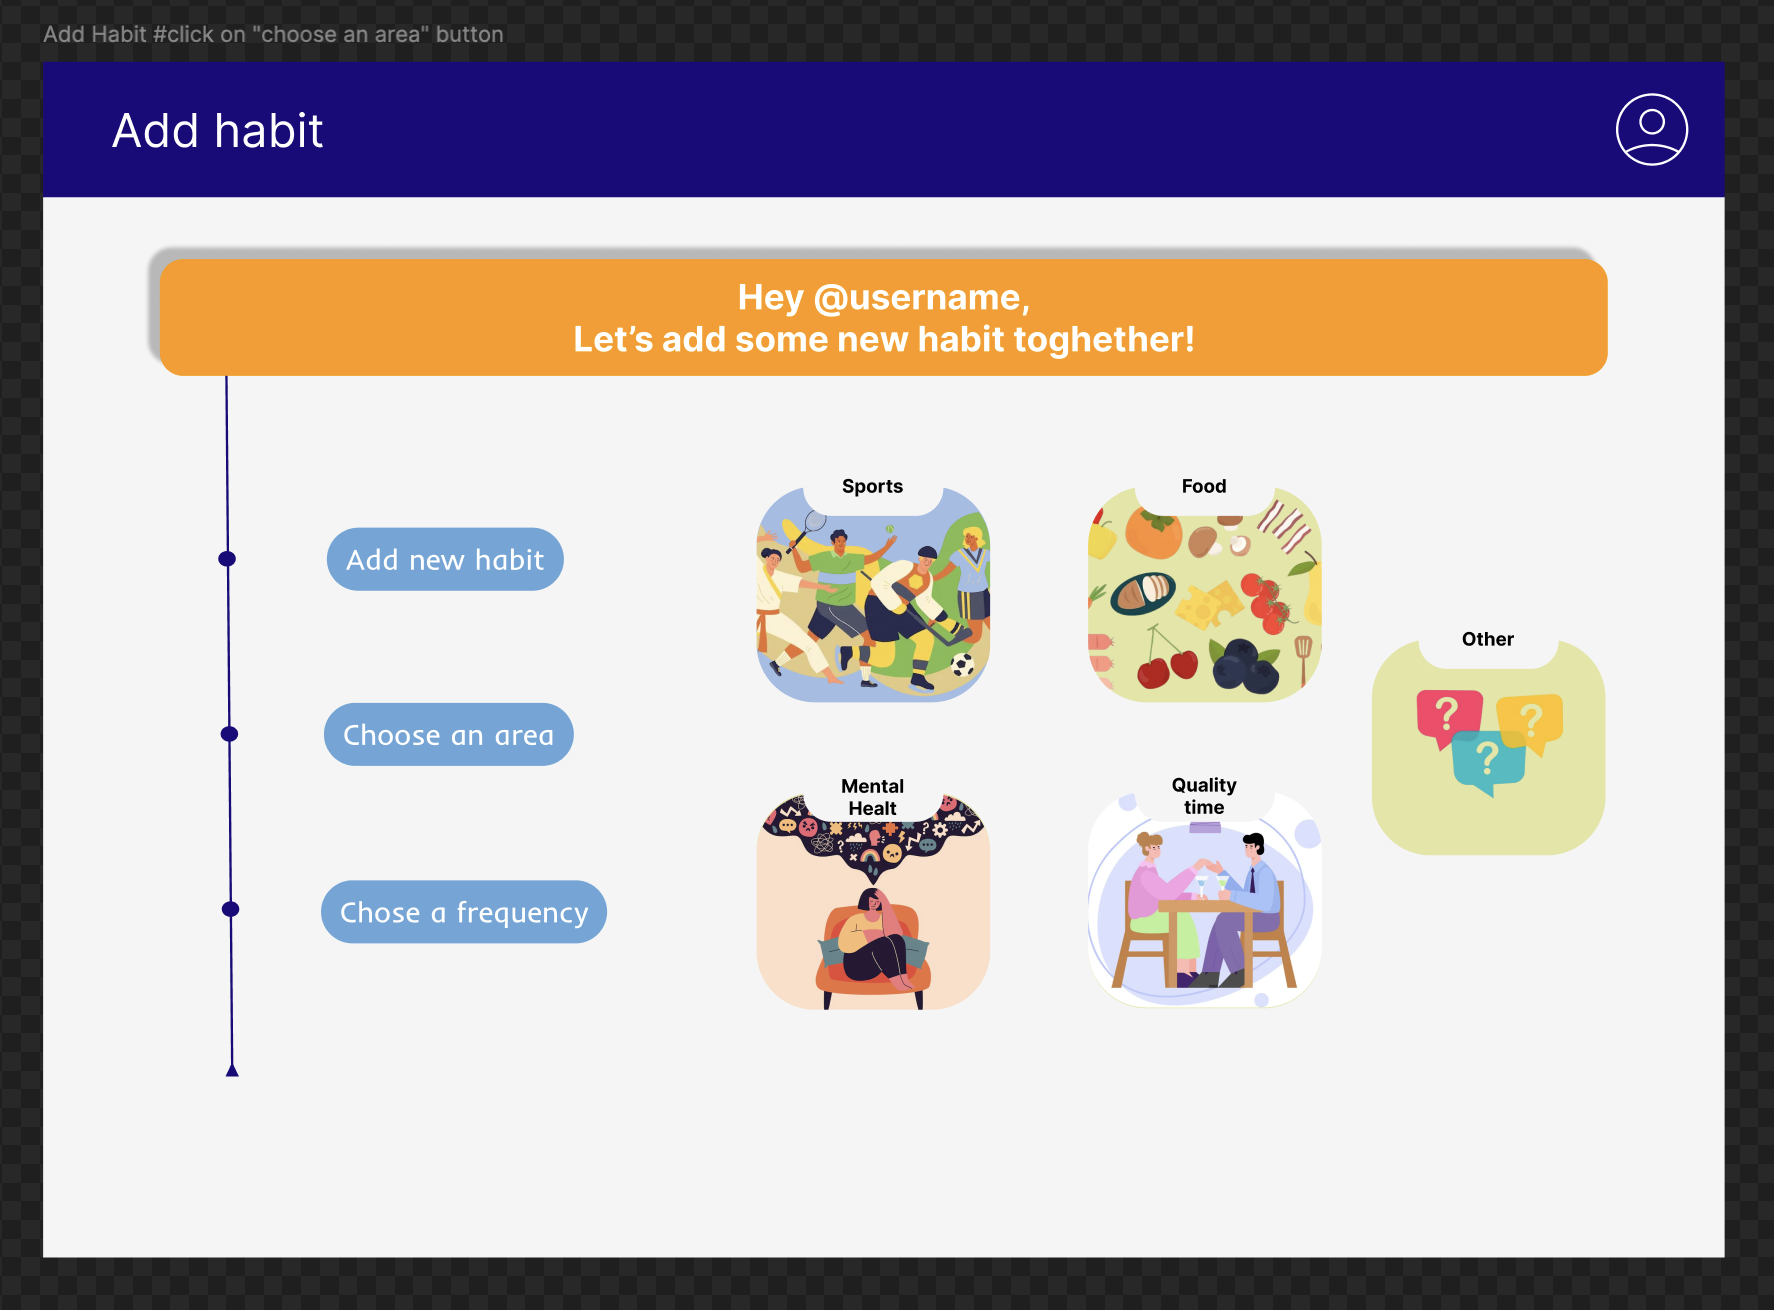 Add Habit #click on "choose an area" button
Add habit
Hey @username,
Let's add some new habit toghether!
Add new habit
Choose an area
Chose a frequency
Sports
Food
Other
? ? ?
Mental
Healt
Quality
time